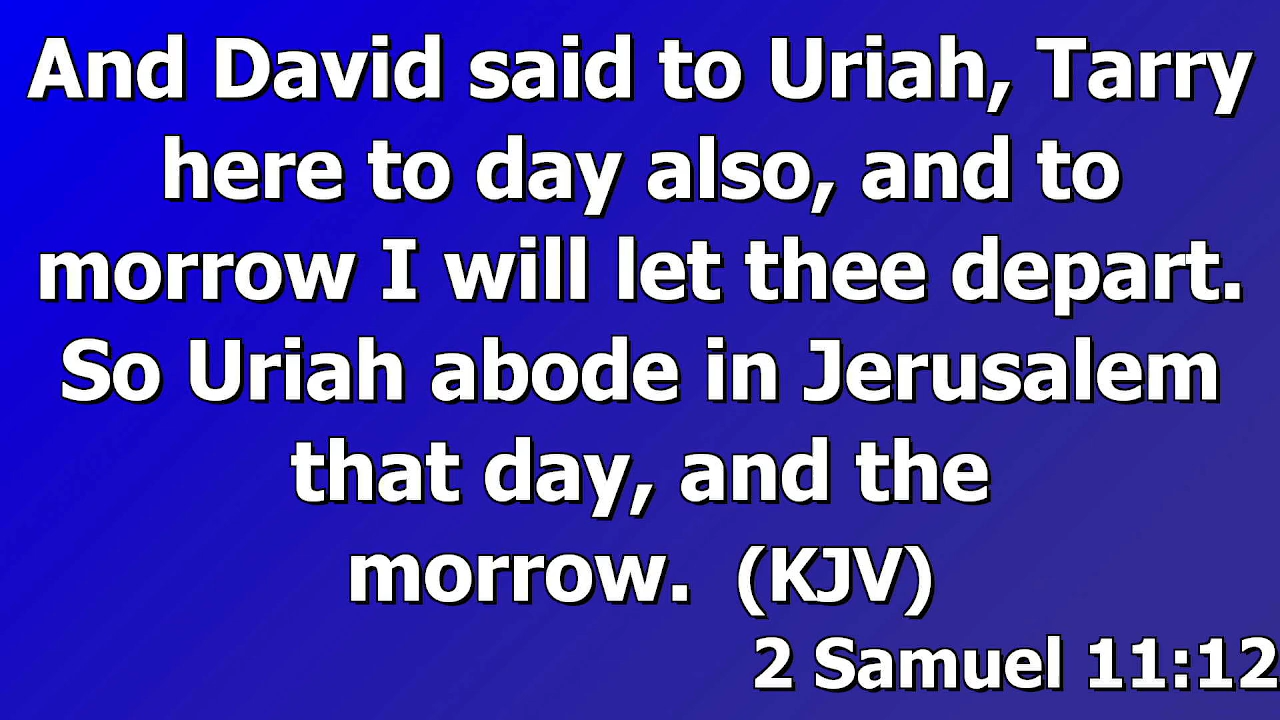 And David said to Uriah, Tarry
here to day also, and to
morrow I will let thee depart.
So Uriah abode in Jerusalem
that day, and the
morrow.  (KJV)
2 Samuel 11:12